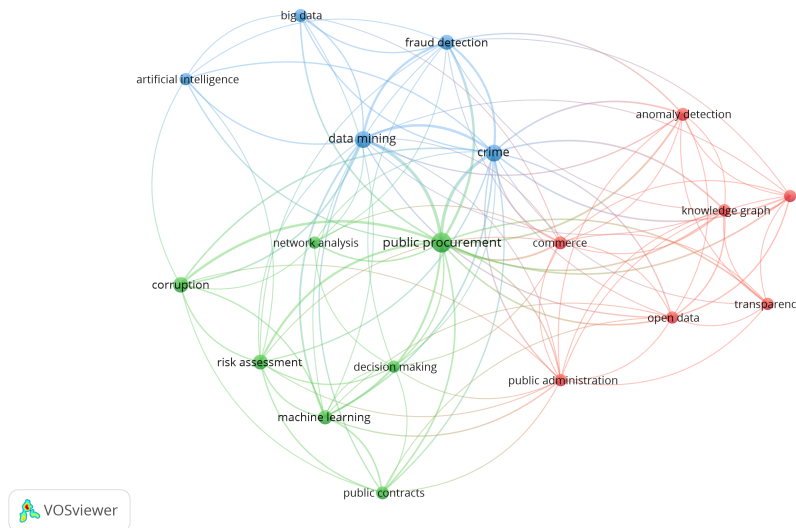 big data
fraud detection
artificial intelligence
anomaly detection
data mining
crime
knowledge graph
network analysis
public procurement
commerce
corruption
transparenc
open data
risk assessment
decision making
public administration
machine learning
public contracts
VOSviewer